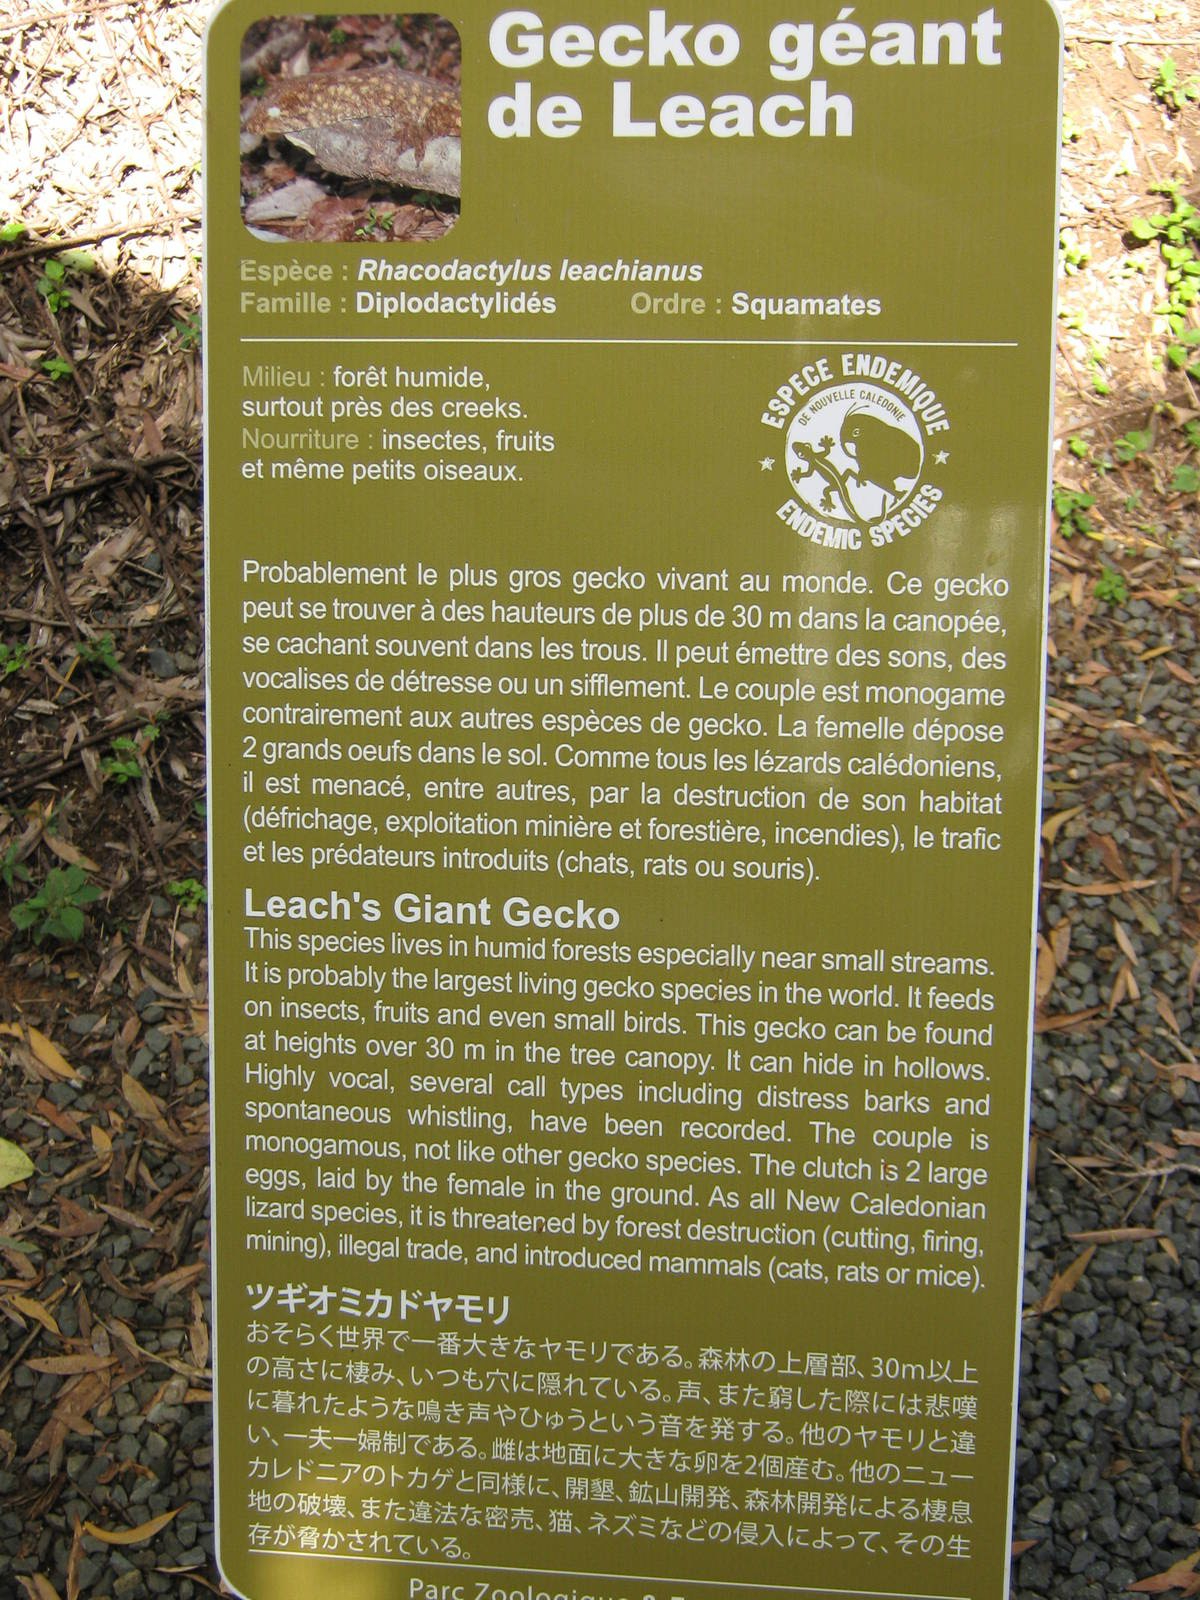 Gecko géant
de Leach
Espèce : Rhacodactylus leachianus
Famille : Diplodactylidés Ordre : Squamates
Milieu : forêt humide,
surtout près des creeks.
Nourriture : insectes, fruits
et même petits oiseaux.
ESPECE ENDEMIQUE
DE NOUVELLE CALEDONIE
ENDEMIC SPECIES
Probablement le plus gros gecko vivant au monde. Ce gecko
peut se trouver à des hauteurs de plus de 30 m dans la canopée,
se cachant souvent dans les trous. Il peut émettre des sons, des
vocalises de détresse ou un sifflement. Le couple est monogame
contrairement aux autres espèces de gecko. La femelle dépose
2 grands oeufs dans le sol. Comme tous les lézards calédoniens,
il est menacé, entre autres, par la destruction de son habitat
(défrichage, exploitation minière et forestière, incendies), le trafic
et les prédateurs introduits (chats, rats ou souris).
Leach's Giant Gecko
This species lives in humid forests especially near small streams.
It is probably the largest living gecko species in the world. It feeds
on insects, fruits and even small birds. This gecko can be found
at heights over 30 m in the tree canopy. It can hide in hollows.
Highly vocal, several call types including distress barks and
spontaneous whistling, have been recorded. The couple is
monogamous, not like other gecko species. The clutch is 2 large
eggs, laid by the female in the ground. As all New Caledonian
lizard species, it is threatened by forest destruction (cutting, firing,
mining), illegal trade, and introduced mammals (cats, rats or mice).
ツギオミカドヤモリ
おそらく世界で一番大きなヤモリである。森林の上層部、30m以上
の高さに棲み、いつも穴に隠れている。声、また窮した際には悲嘆
に暮れたような鳴き声やひゅうという音を発する。他のヤモリと違
い、一夫一婦制である。雌は地面に大きな卵を2個産む。他のニュー
カレドニアのトカゲと同様に、開墾、鉱山開発、森林開発による棲息
地の破壊、また違法な密売、猫、ネズミなどの侵入によって、その生
存が脅かされている。
Parc Zoologique &